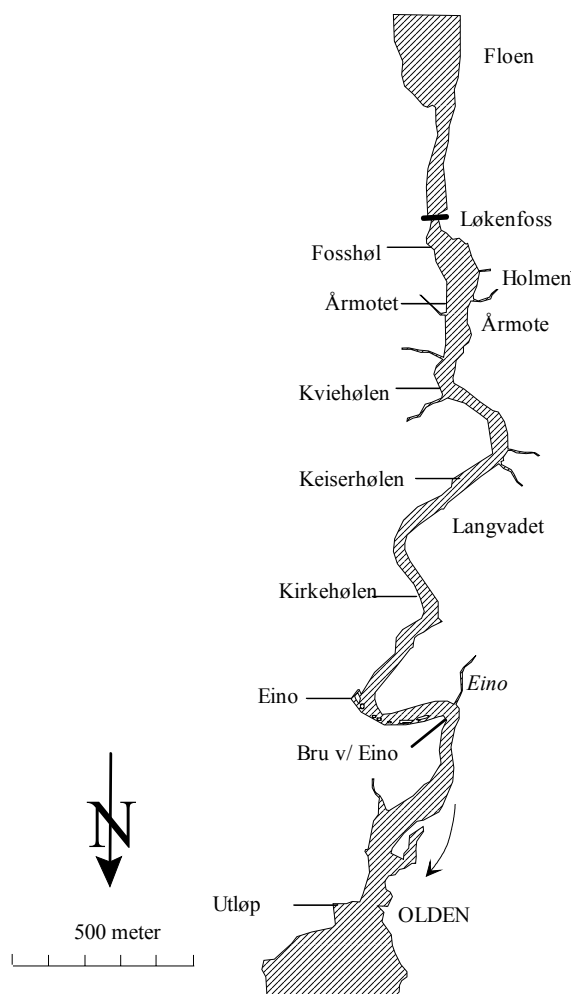 Floen
Løkenfoss
Fosshøl
Holmen
Årmotet
Årmote
Kviehølen
Keiserhølen
Langvadet
Kirkehølen
Eino
Eino
Bru v/ Eino
N
Utløp
OLDEN
500 meter